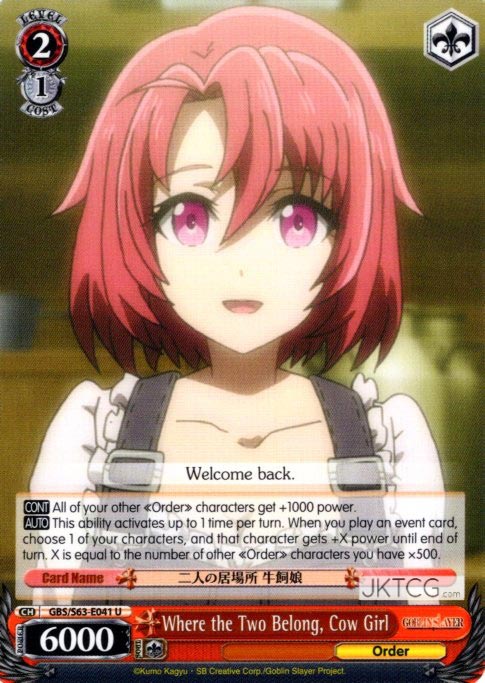 LEVEL
2
1
COST
Welcome back.
CONT All of your other «Order» characters get +1000 power.
AUTO This ability activates up to 1 time per turn. When you play an event card,
choose 1 of your characters, and that character gets +X power until end of
turn. X is equal to the number of other «Order» characters you have ×500.
Card Name 二人の居場所 牛飼娘
JKTCG.com
CH GBS/S63-E041 U
POWER 6000 SOUL Where the Two Belong, Cow Girl GOBLIN SLAYER
Order
©Kumo Kagyu・SB Creative Corp./Goblin Slayer Project.